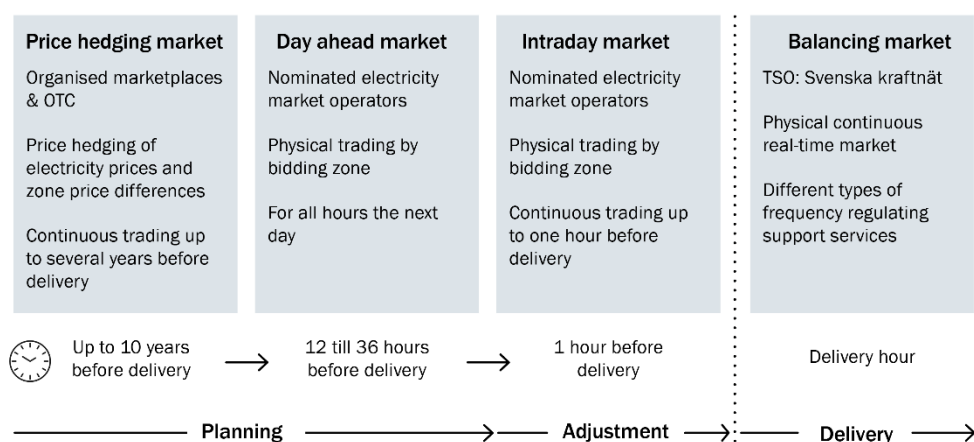 Price hedging market
Organised marketplaces
& OTC
Price hedging of
electricity prices and
zone price differences
Continuous trading up
to several years before
delivery
Day ahead market
Nominated electricity
market operators
Physical trading by
bidding zone
For all hours the next
day
Intraday market
Nominated electricity
market operators
Physical trading by
bidding zone
Continuous trading up
to one hour before
delivery
Balancing market
TSO: Svenska kraftnät
Physical continuous
real-time market
Different types of
frequency regulating
support services
Up to 10 years
before delivery
12 till 36 hours
before delivery
1 hour before
delivery
Delivery hour
Planning
Adjustment
Delivery